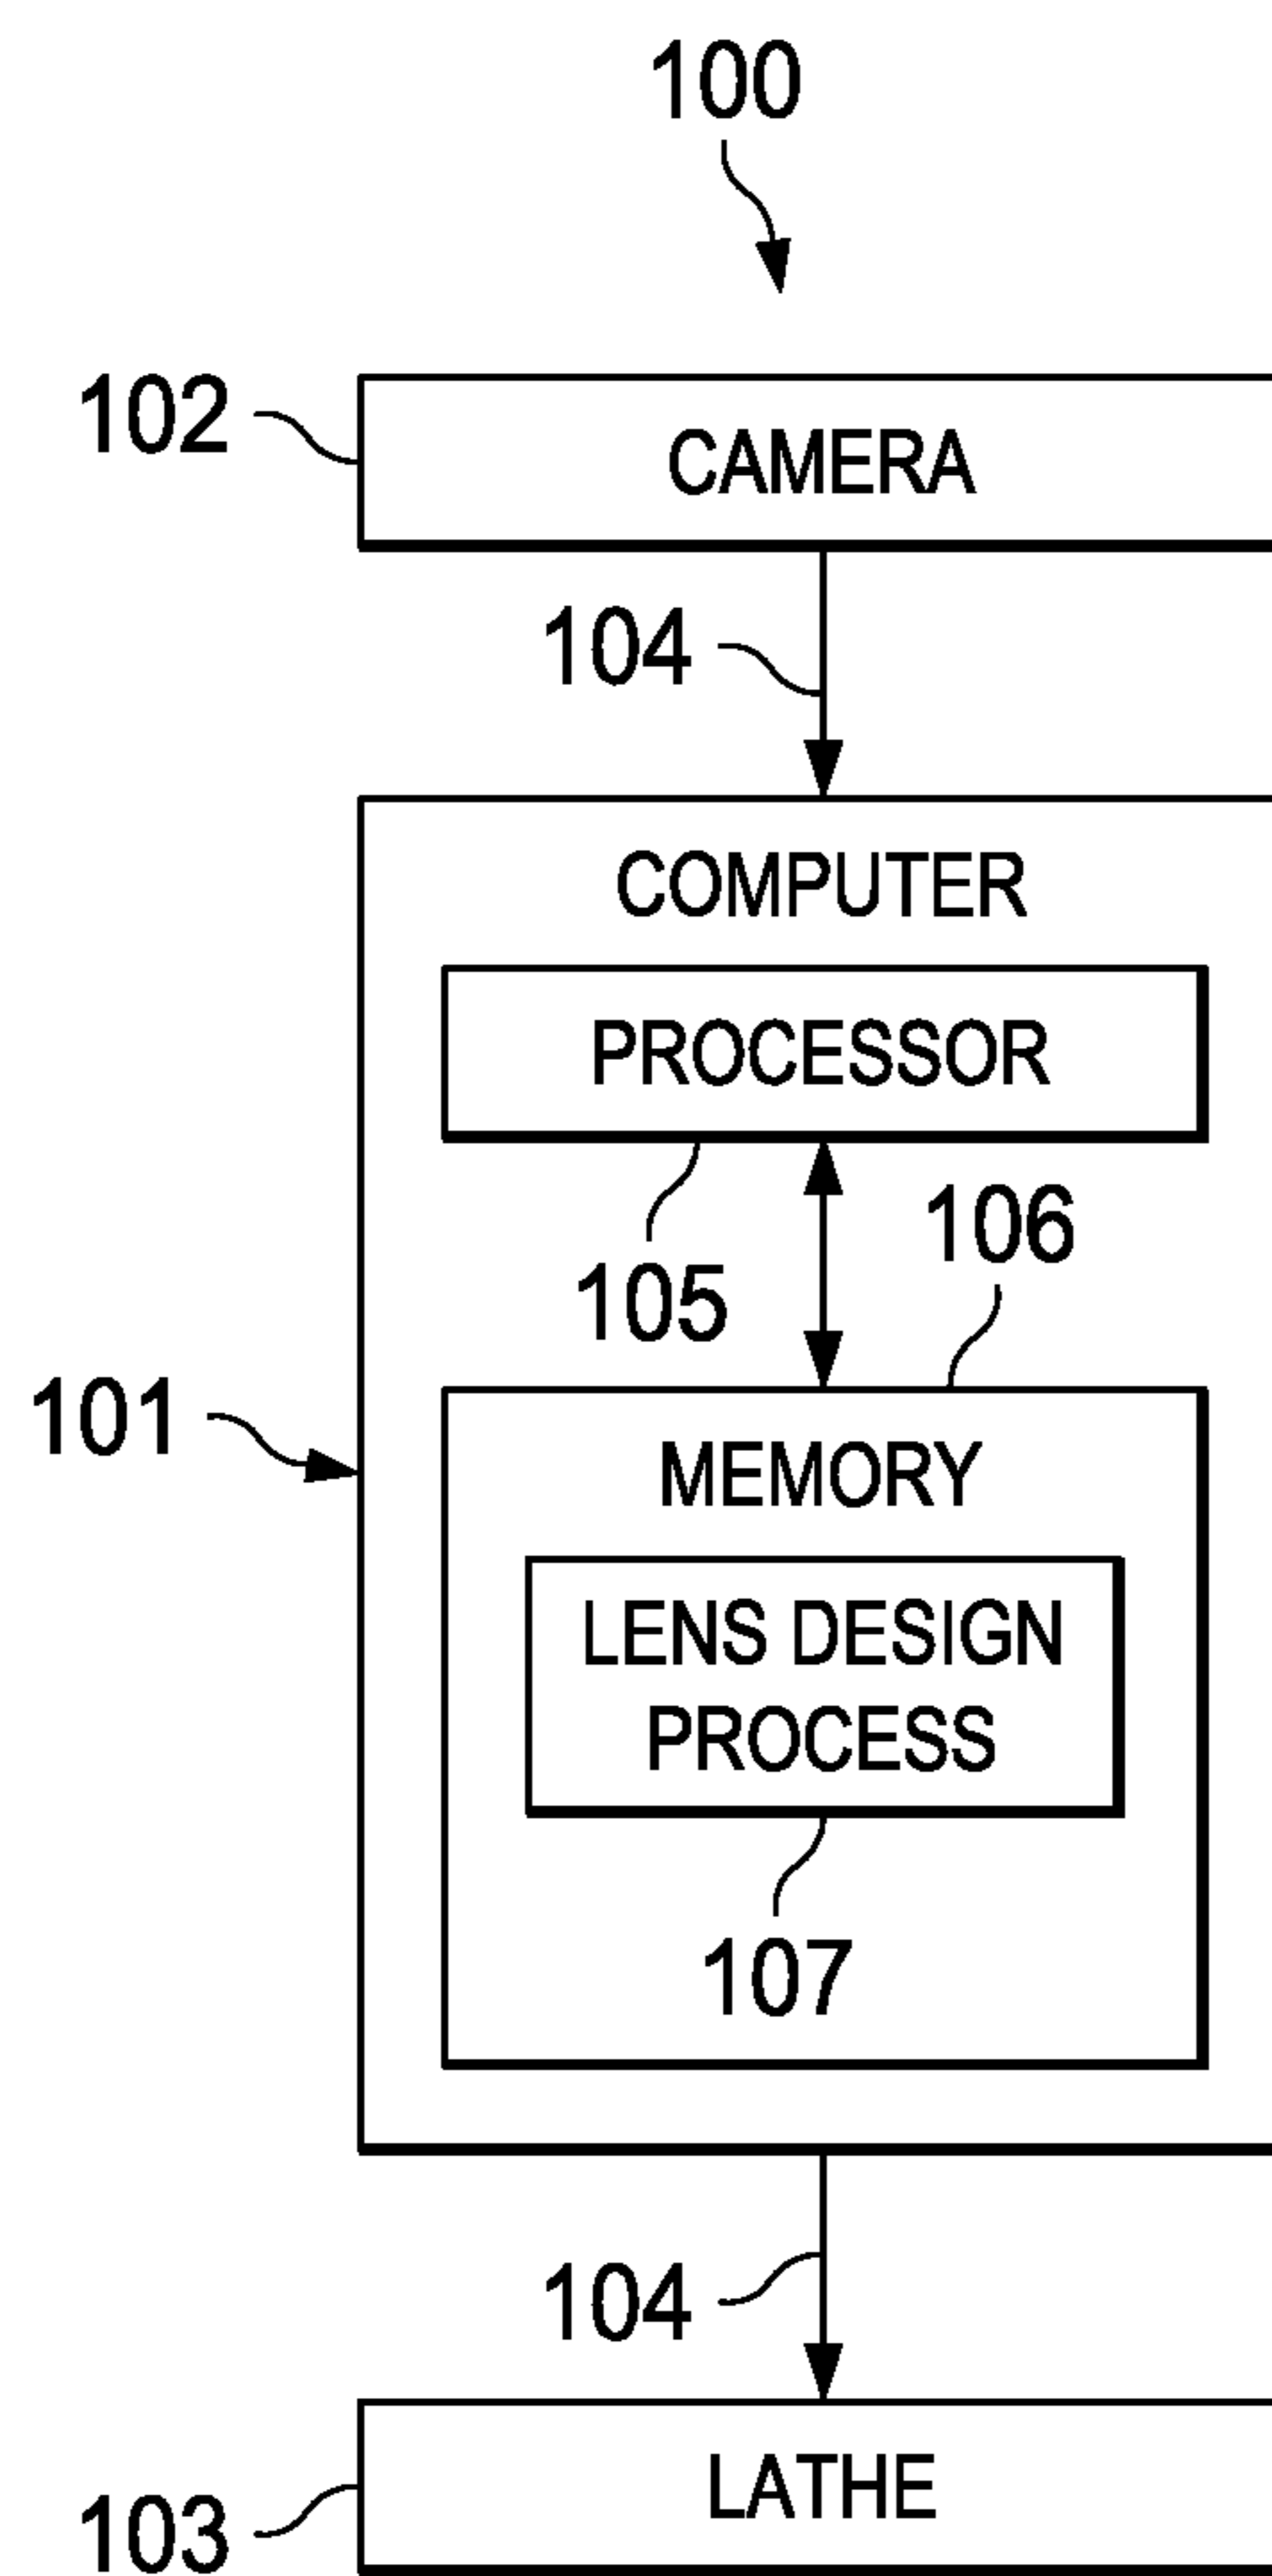 100
102
CAMERA
104
COMPUTER
PROCESSOR
106
105
101
MEMORY
LENS DESIGN
PROCESS
107
104
LATHE
103